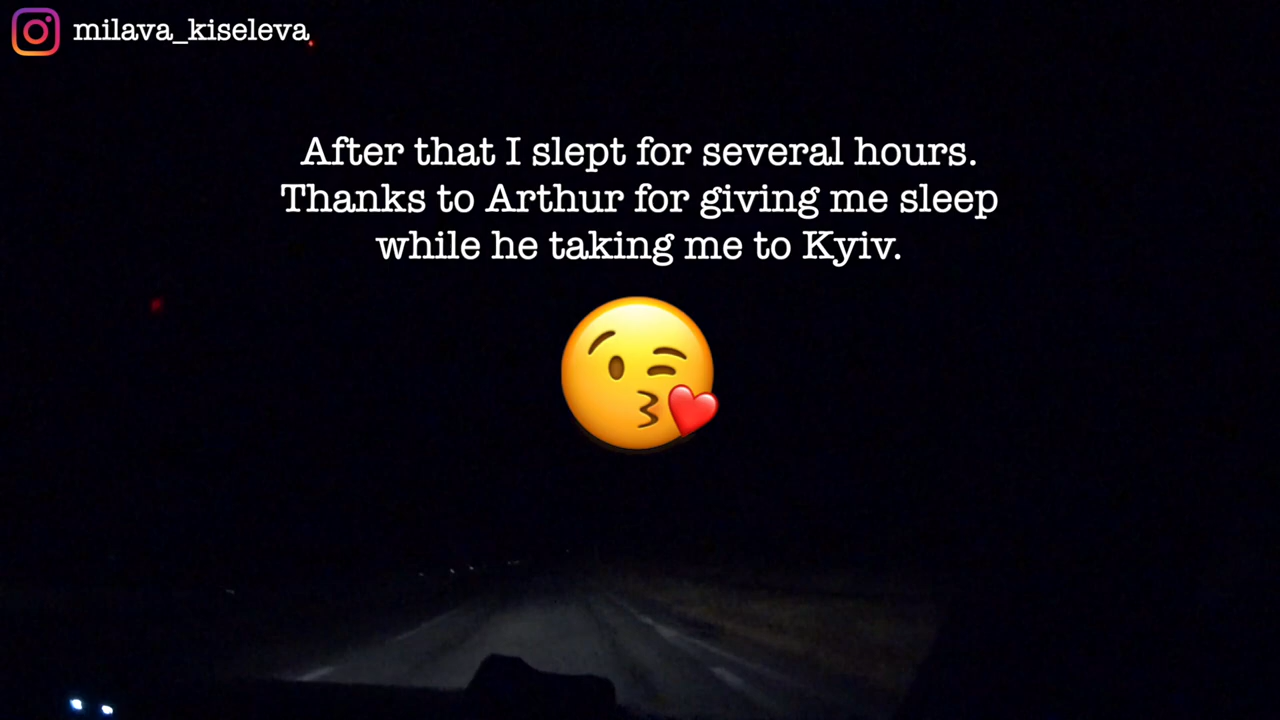 milava_kiseleva
After that I slept for several hours.
Thanks to Arthur for giving me sleep
while he taking me to Kyiv.